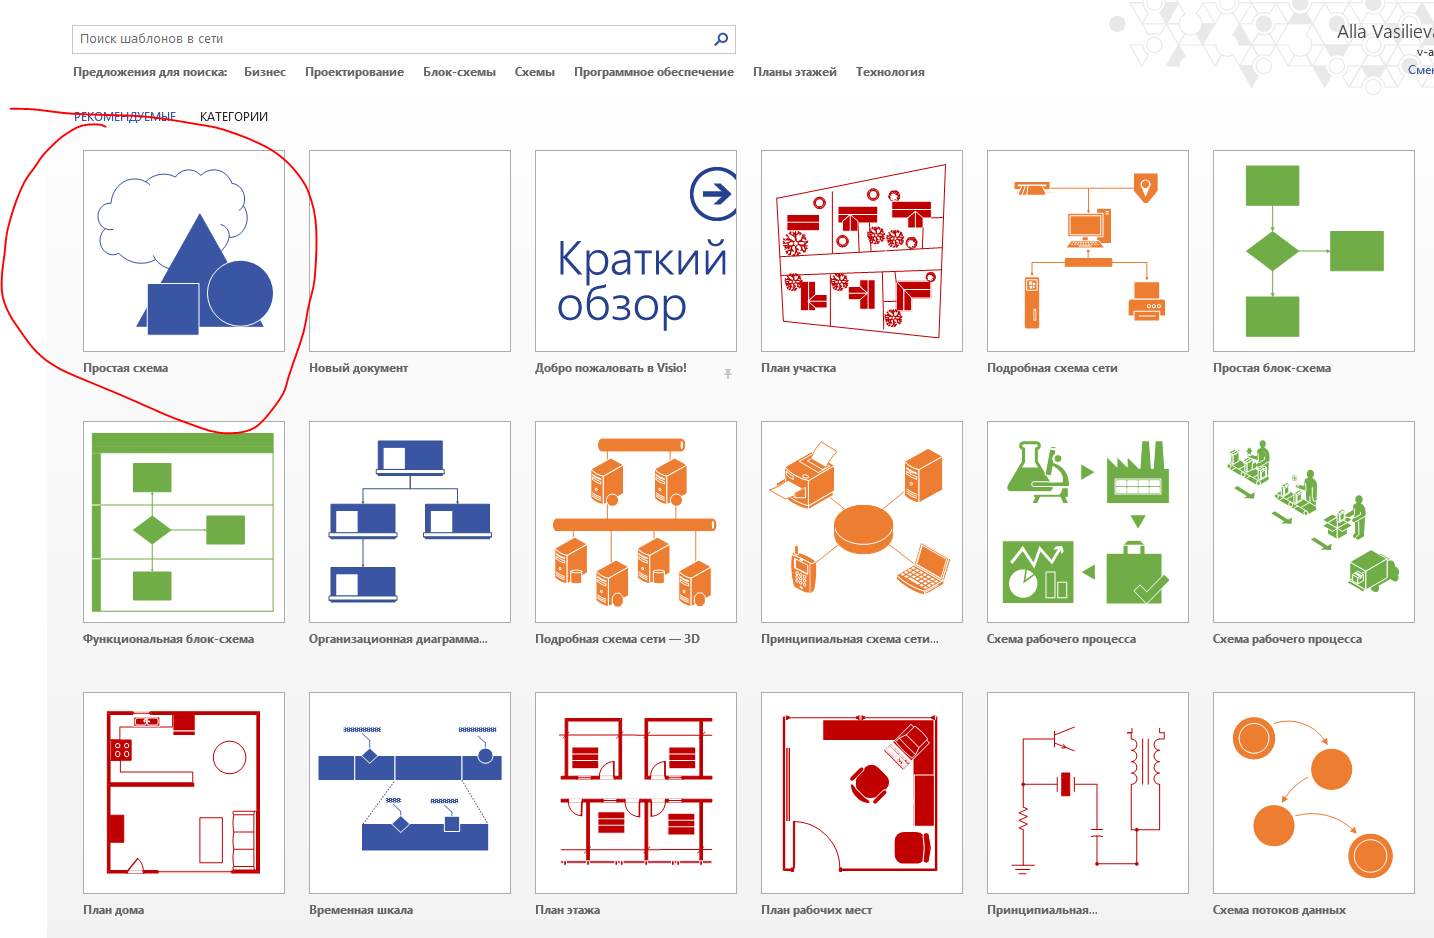 Поиск шаблонов в сети
Alla Vasilieva
v-a
Смен
Предложения для поиска: Бизнес Проектирование Блок-схемы Схемы Программное обеспечение Планы этажей Технология
РЕКОМЕНДУЕМЫЕ КАТЕГОРИИ
Краткий
обзор
Простая схема Новый документ Добро пожаловать в Visio! План участка Подробная схема сети Простая блок-схема
Функциональная блок-схема Организационная диаграмма... Подробная схема сети — 3D Принципиальная схема сети... Схема рабочего процесса Схема рабочего процесса
План дома Временная шкала План этажа План рабочих мест Принципиальная... Схема потоков данных